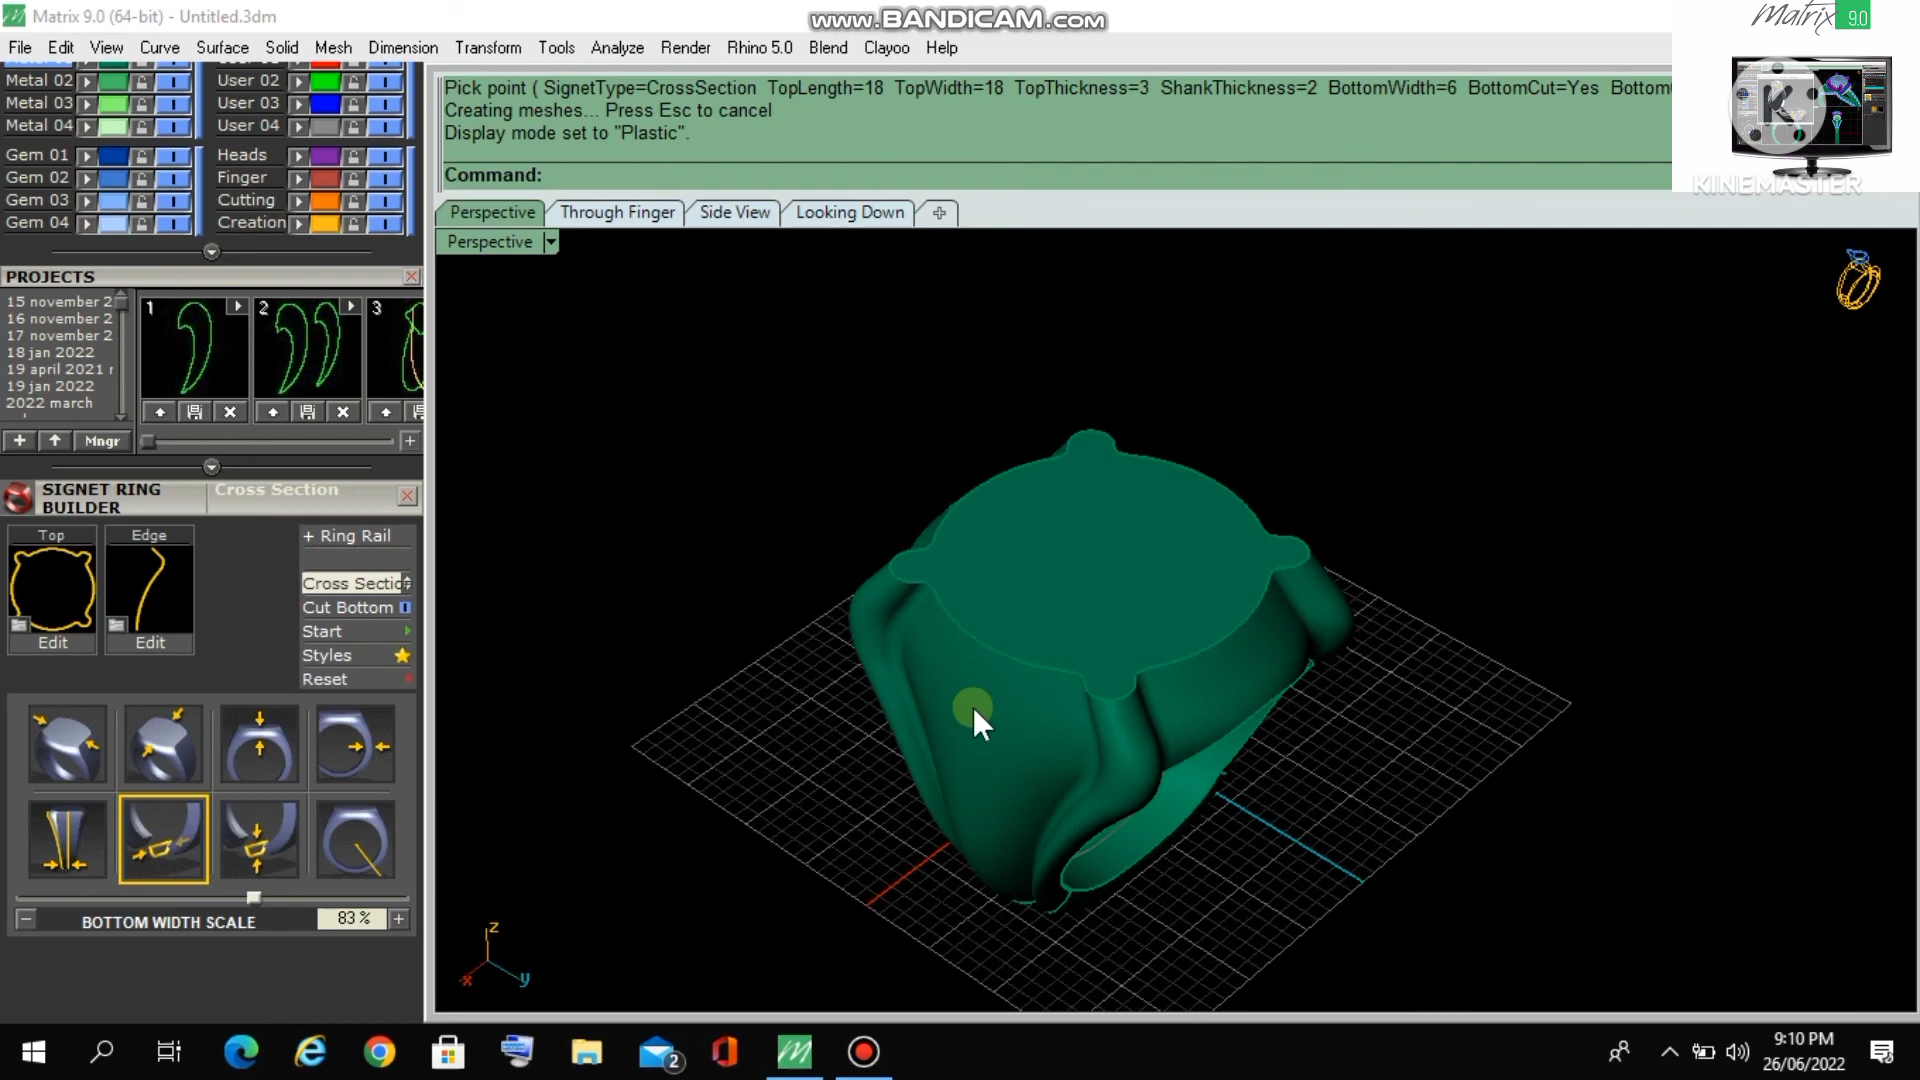 Matrix 9.0 (64-bit) - Untitled.3dm
www.BANDICAM.com
Matrix 9.0
File Edit View Curve Surface Solid Mesh Dimension Transform Tools Analyze Render Rhino 5.0 Blend Clayoo Help
Metal 02
User 02
Metal 03
User 03
Metal 04
User 04
Gem 01
Heads
Gem 02
Finger
Gem 03
Cutting
Gem 04
Creation
Pick point ( SignetType=CrossSection TopLength=18 TopWidth=18 TopThickness=3 ShankThickness=2 BottomWidth=6 BottomCut=Yes
Creating meshes... Press Esc to cancel
Display mode set to "Plastic".
Command:
K
KINEMASTER
Perspective Through Finger Side View Looking Down
Perspective
PROJECTS
15 november 2
16 november 2
17 november 2
18 jan 2022
19 april 2021 r
19 jan 2022
2022 march
1 2 3
Mngr
SIGNET RING BUILDER
Cross Section
Top
Edge
Edit
Edit
+ Ring Rail
Cross Sectio
Cut Bottom
Start
Styles
Reset
BOTTOM WIDTH SCALE
83 %
z
x
y
2
9:10 PM
26/06/2022